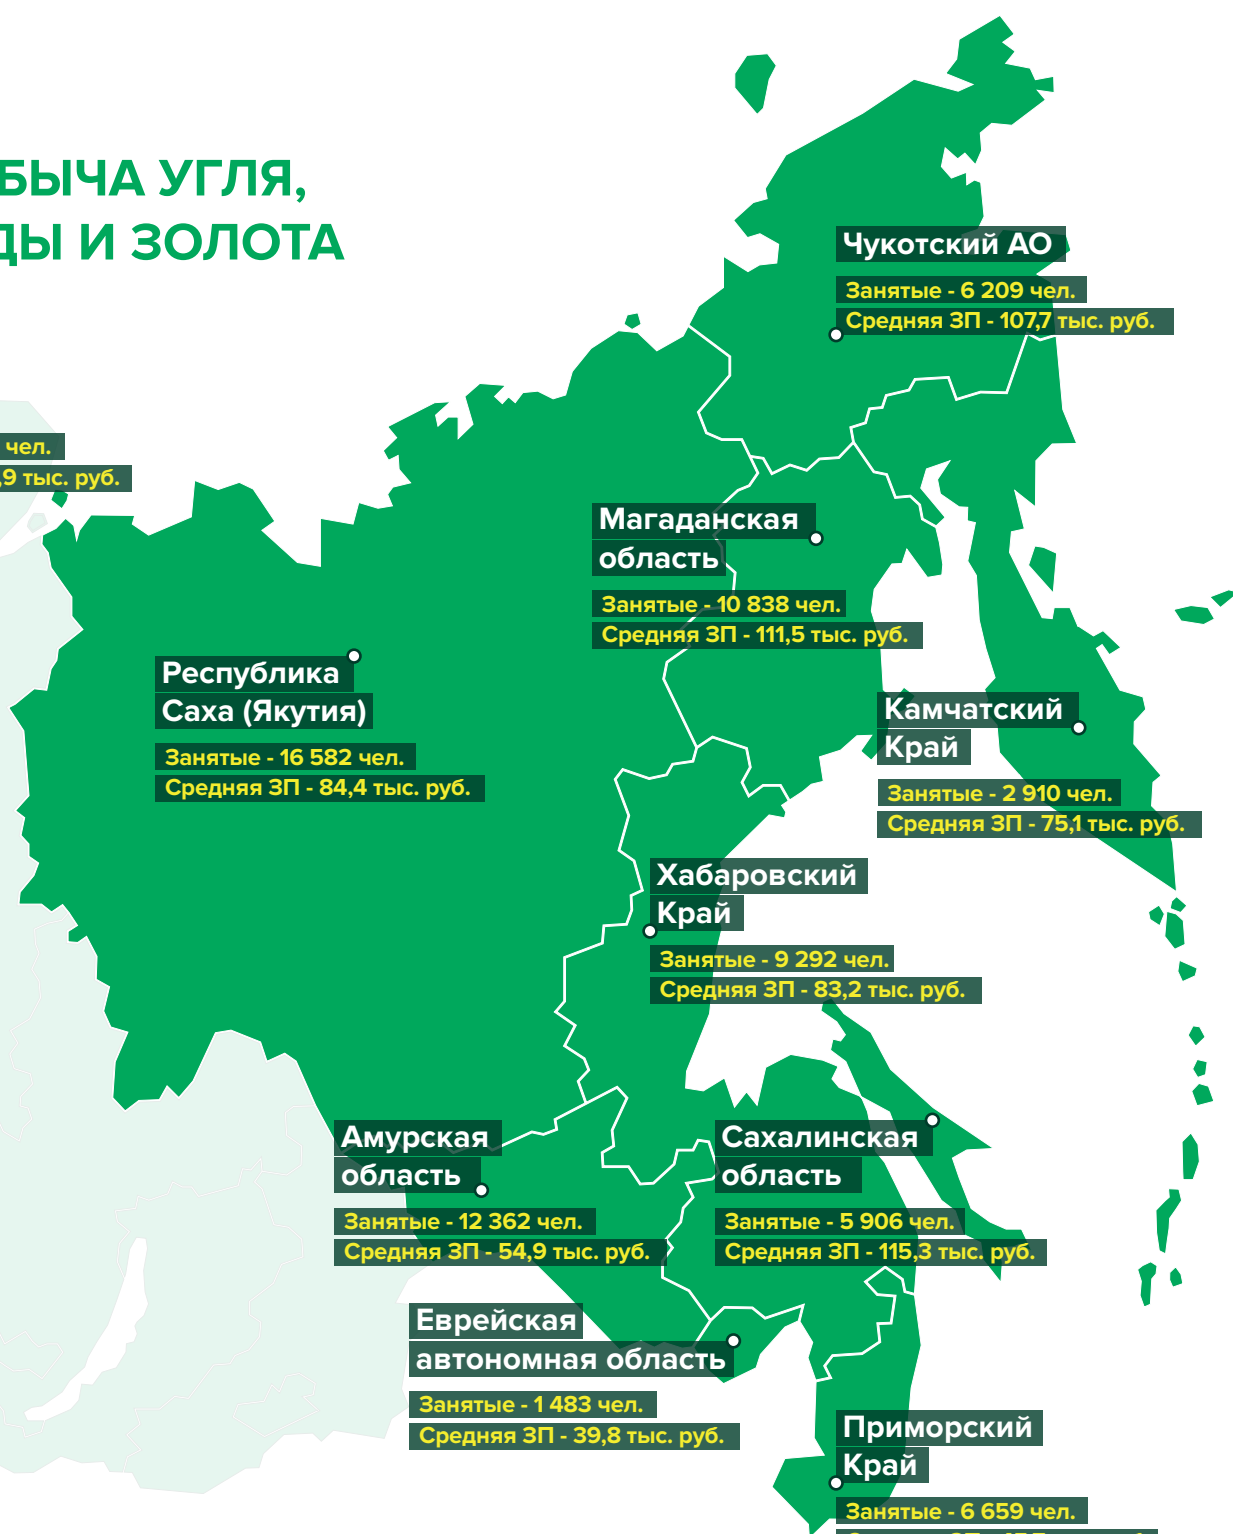 БЫЧА УГЛЯ,
ДЫ И ЗОЛОТА
Чукотский АО
Занятые - 6 209 чел.
Средняя ЗП - 107,7 тыс. руб.
чел.
,9 тыс. руб.
Магаданская
область
Занятые - 10 838 чел.
Средняя ЗП - 111,5 тыс. руб.
Республика
Саха (Якутия)
Занятые - 16 582 чел.
Средняя ЗП - 84,4 тыс. руб.
Камчатский
Край
Занятые - 2 910 чел.
Средняя ЗП - 75,1 тыс. руб.
Хабаровский
Край
Занятые - 9 292 чел.
Средняя ЗП - 83,2 тыс. руб.
Амурская
область
Занятые - 12 362 чел.
Средняя ЗП - 54,9 тыс. руб.
Сахалинская
область
Занятые - 5 906 чел.
Средняя ЗП - 115,3 тыс. руб.
Еврейская
автономная область
Занятые - 1 483 чел.
Средняя ЗП - 39,8 тыс. руб.
Приморский
Край
Занятые - 6 659 чел.